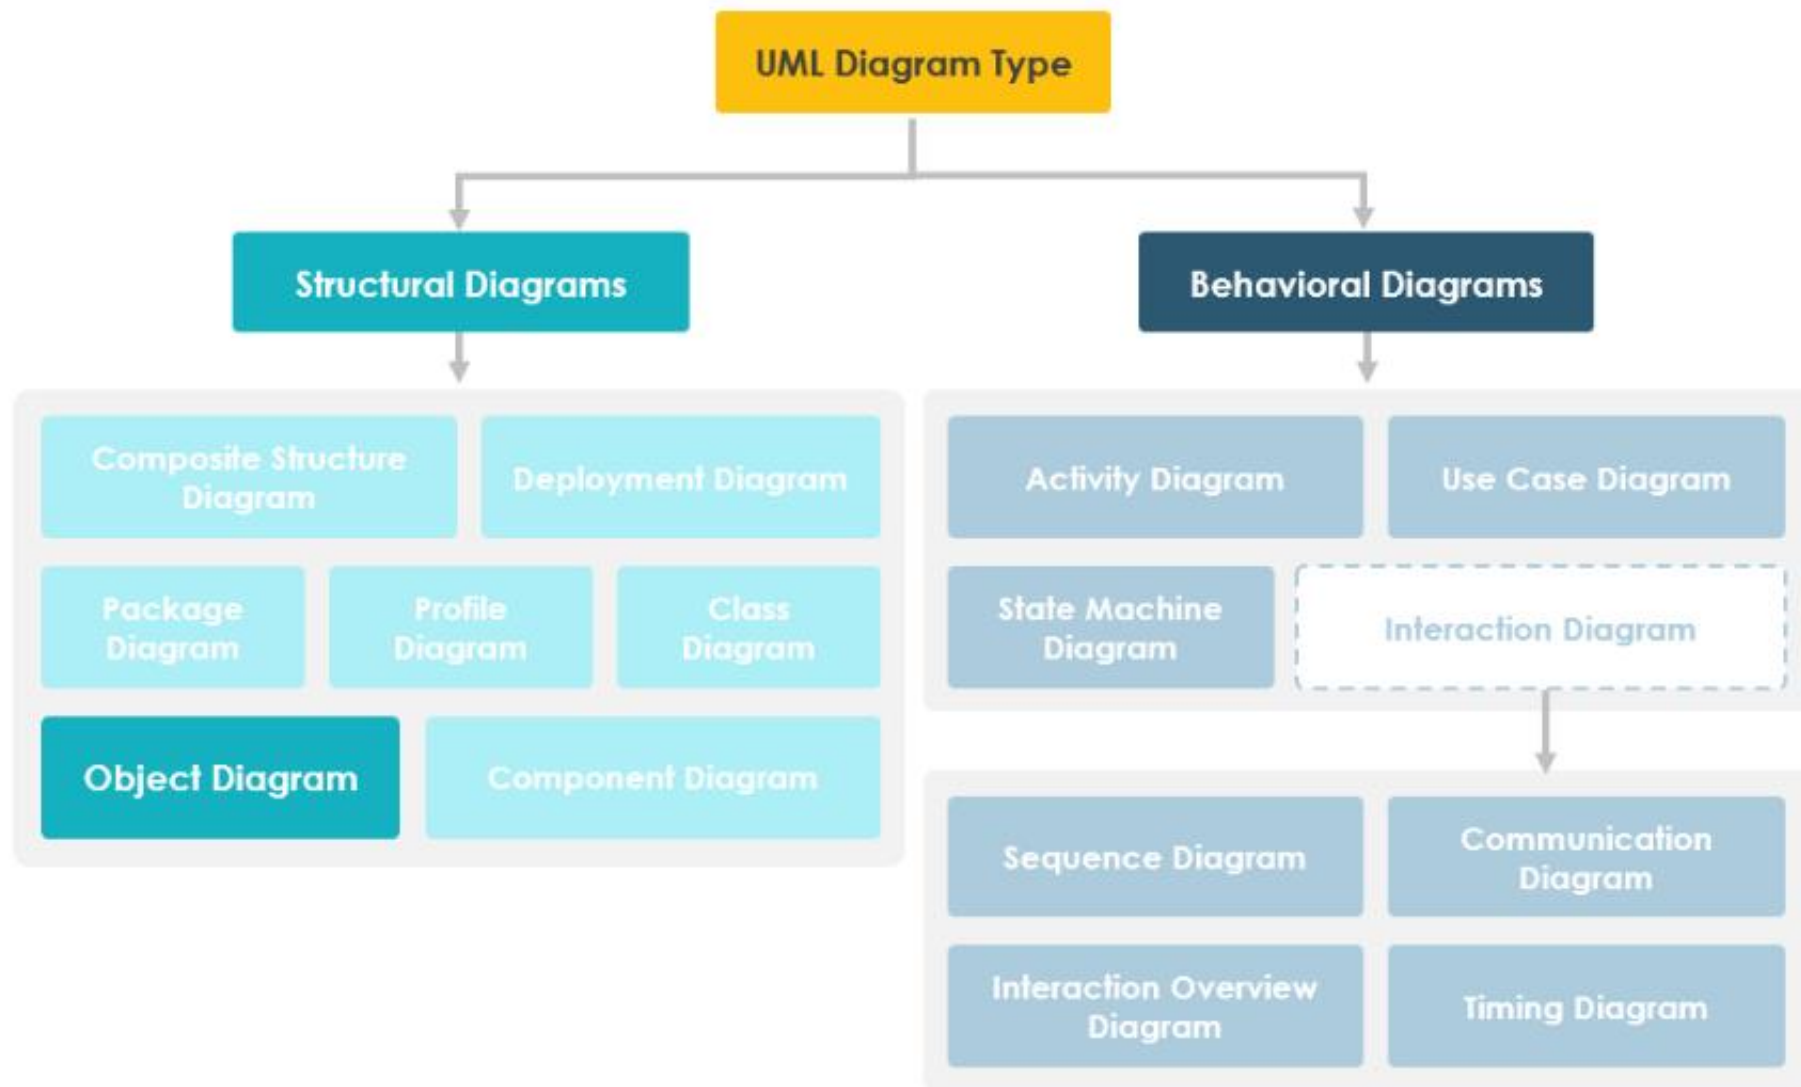 UML Diagram Type
Structural Diagrams
Composite Structure
Diagram
Deployment Diagram
Package
Diagram
Profile
Diagram
Class
Diagram
Object Diagram
Component Diagram
Behavioral Diagrams
Activity Diagram
Use Case Diagram
State Machine
Diagram
Interaction Diagram
Sequence Diagram
Communication
Diagram
Interaction Overview
Diagram
Timing Diagram